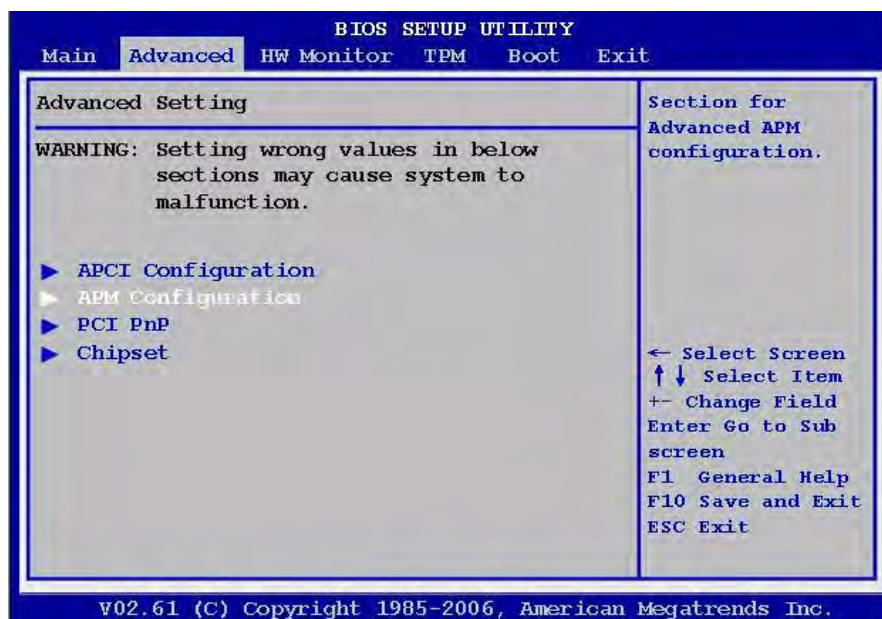 BIOS SETUP UTILITY
Main Advanced HW Monitor TPM Boot Exit
Advanced Setting
WARNING: Setting wrong values in below
sections may cause system to
malfunction.
▶ APCI Configuration
▶ APM Configuration
▶ PCI PnP
▶ Chipset
Section for
Advanced APM
configuration.
← Select Screen
↑↓ Select Item
+- Change Field
Enter Go to Sub
screen
F1 General Help
F10 Save and Exit
ESC Exit
V02.61 (C) Copyright 1985-2006, American Megatrends Inc.